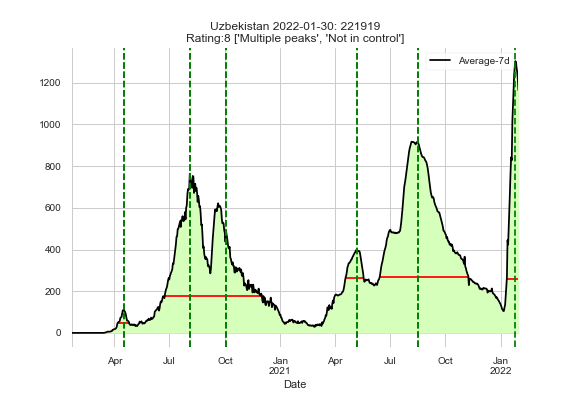 Uzbekistan 2022-01-30: 221919
Rating:8 ['Multiple peaks', 'Not in control']
Average-7d
1200
1000
800
600
400
200
0
Apr Jul Oct Jan Apr Jul Oct Jan
2021 2022
Date